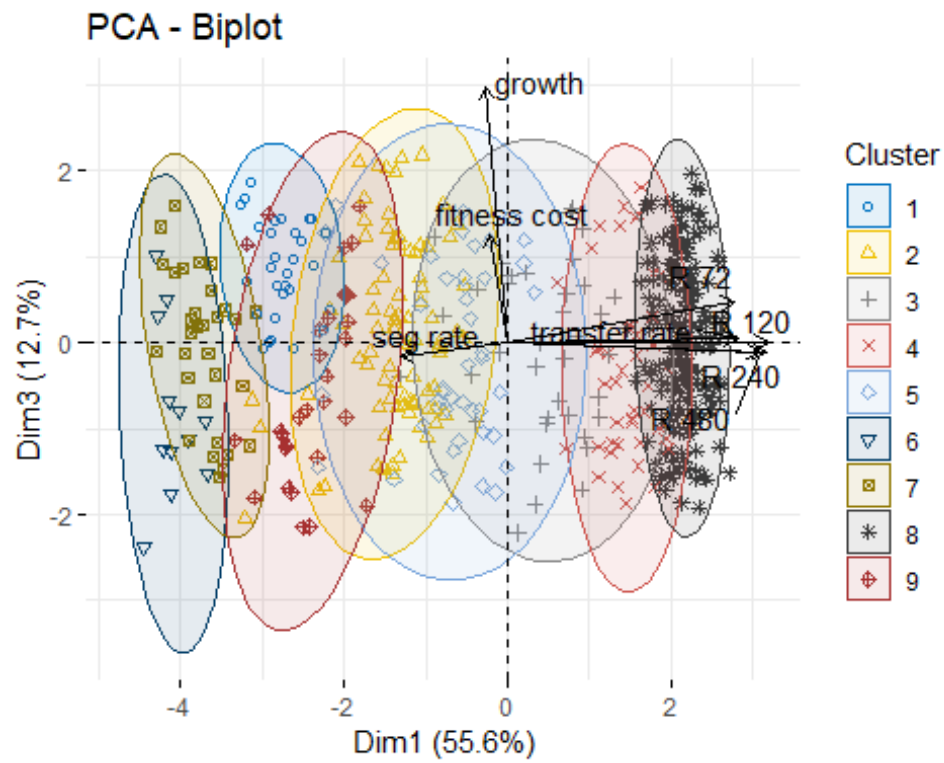 PCA - Biplot
growth
fitness cost
R 72
transfer rate
R 120
seg rate
R 240
R 480
2
0
-2
-4
-2
0
2
Dim1 (55.6%)
Dim3 (12.7%)
Cluster
1
2
3
4
5
6
7
8
9